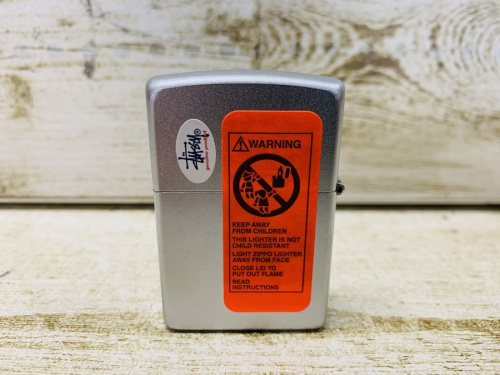 WARNING
KEEP AWAY
FROM CHILDREN
THIS LIGHTER IS NOT
CHILD RESISTANT
LIGHT ZIPPO LIGHTER
AWAY FROM FACE
CLOSE LID TO
PUT OUT FLAME
READ
INSTRUCTIONS